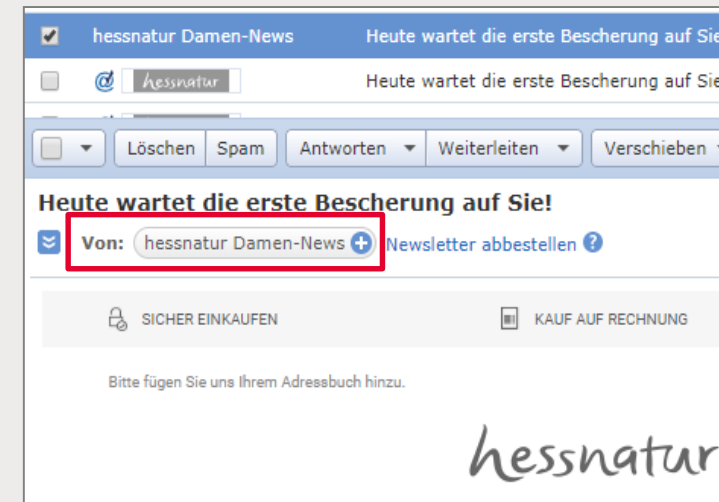 hessnatur Damen-News Heute wartet die erste Bescherung auf Sie
@ hessnatur Heute wartet die erste Bescherung auf Sie
Löschen Spam Antworten Weiterleiten Verschieben
Heute wartet die erste Bescherung auf Sie!
Von: hessnatur Damen-News Newsletter abbestellen ?
SICHER EINKAUFEN KAUF AUF RECHNUNG
Bitte fügen Sie uns Ihrem Adressbuch hinzu.
hessnatur